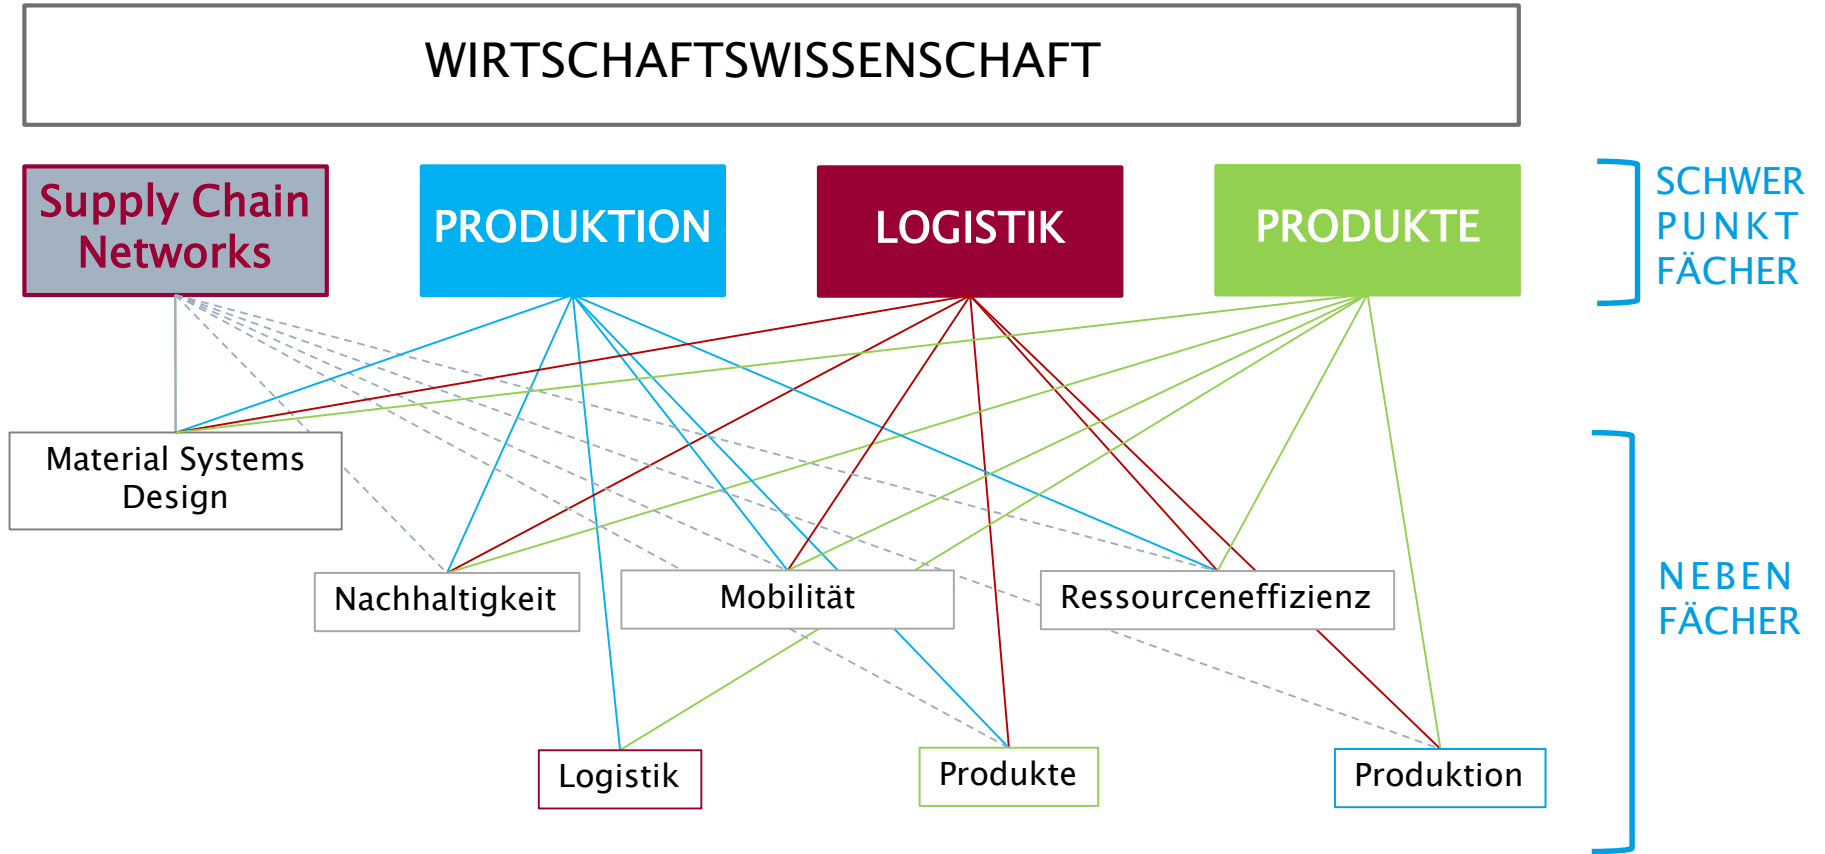 WIRTSCHAFTSWISSENSCHAFT
Supply Chain
Networks
PRODUKTION
LOGISTIK
PRODUKTE
SCHWER
PUNKT
FÄCHER
Material Systems
Design
Nachhaltigkeit
Mobilität
Ressourceneffizienz
NEBEN
FÄCHER
Logistik
Produkte
Produktion